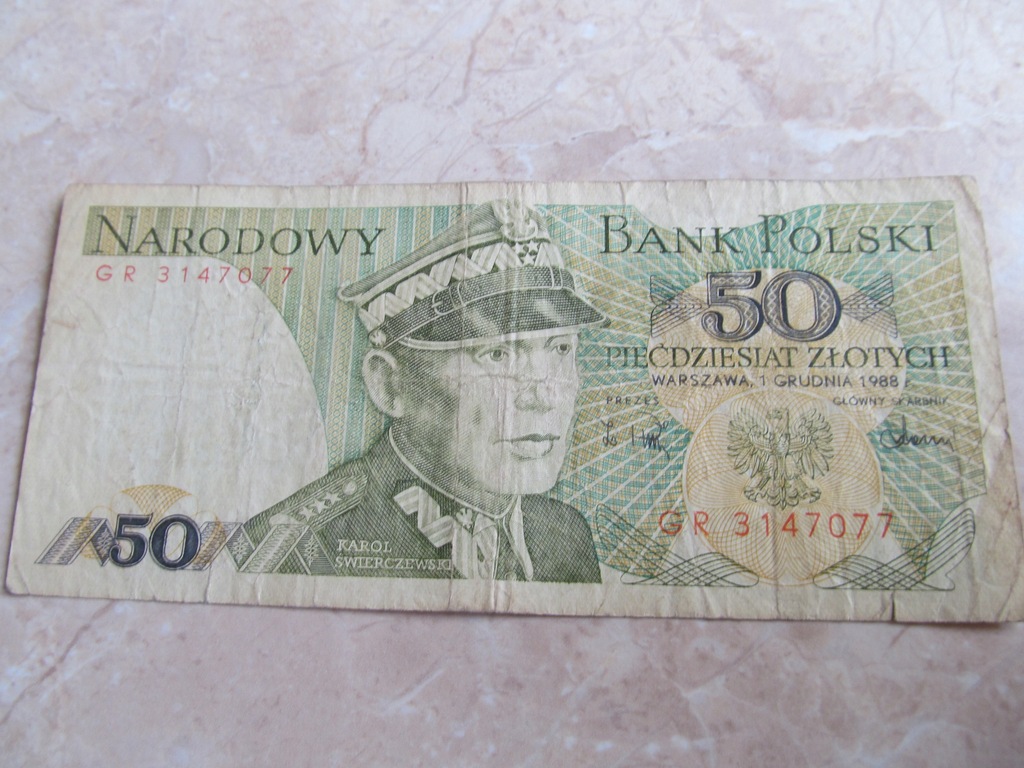 NARODOWY BANK POLSKI
GR 3147077
50
PIĘĆDZIESIĄT ZŁOTYCH
WARSZAWA, 1 GRUDNIA 1988 r.
PREZES GŁÓWNY SKARBNIK
GR 3147077
50
KAROL
ŚWIERCZEWSKI